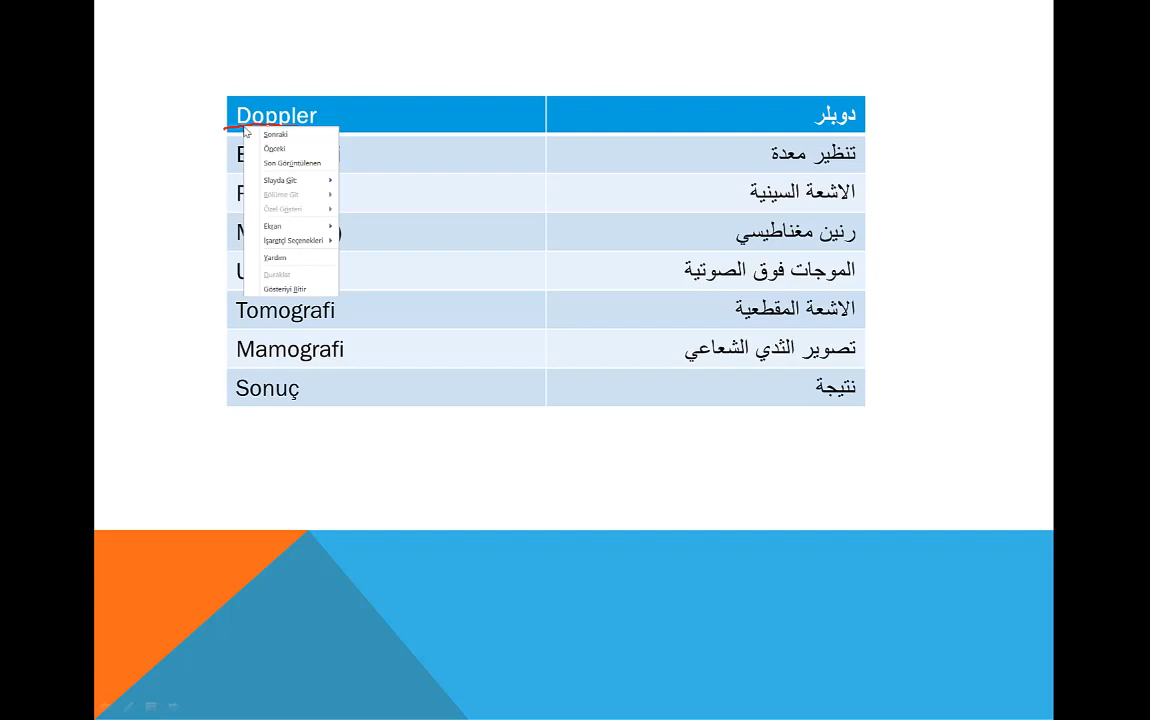 Doppler دوبلر
Sonraki
Önceki
Son Görüntülenen
Slayda Git
Bölüme Git
Özel Gösteri
Ekran
İşaretçi Seçenekleri
Yardım
Duraklat
Gösteriyi Bitir
تنظير معدة
الاشعة السينية
رنين مغناطيسي
الموجات فوق الصوتية
Tomografi الاشعة المقطعية
Mamografi تصوير الثدي الشعاعي
Sonuç نتيجة